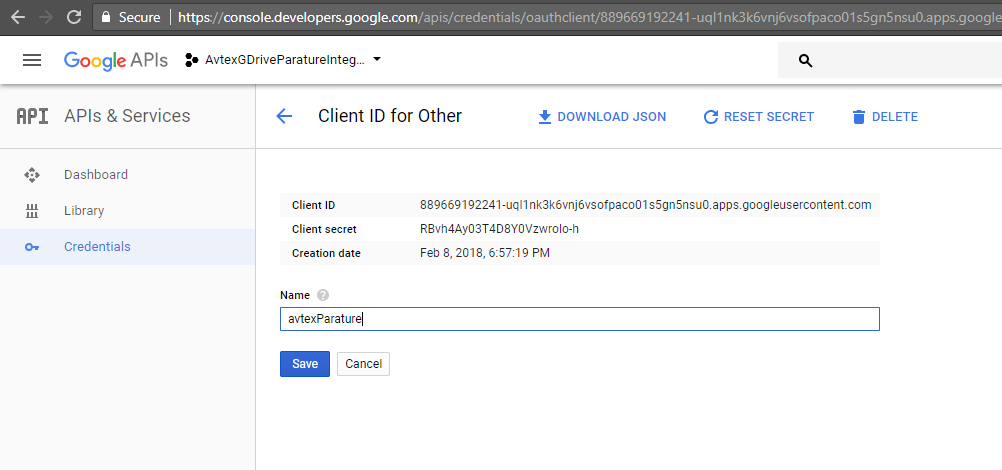 Secure https://console.developers.google.com/apis/credentials/oauthclient/889669192241-uql1nk3k6vnj6vsofpaco01s5gn5nsu0.apps.google
Google APIs AvtexGDriveParatureInteg...
API APIs & Services Client ID for Other DOWNLOAD JSON RESET SECRET DELETE
Dashboard
Library
Credentials
Client ID 889669192241-uql1nk3k6vnj6vsofpaco01s5gn5nsu0.apps.googleusercontent.com
Client secret RBvh4Ay03T4D8Y0Vzwrolo-h
Creation date Feb 8, 2018, 6:57:19 PM
Name ?
avtexParature
Save Cancel